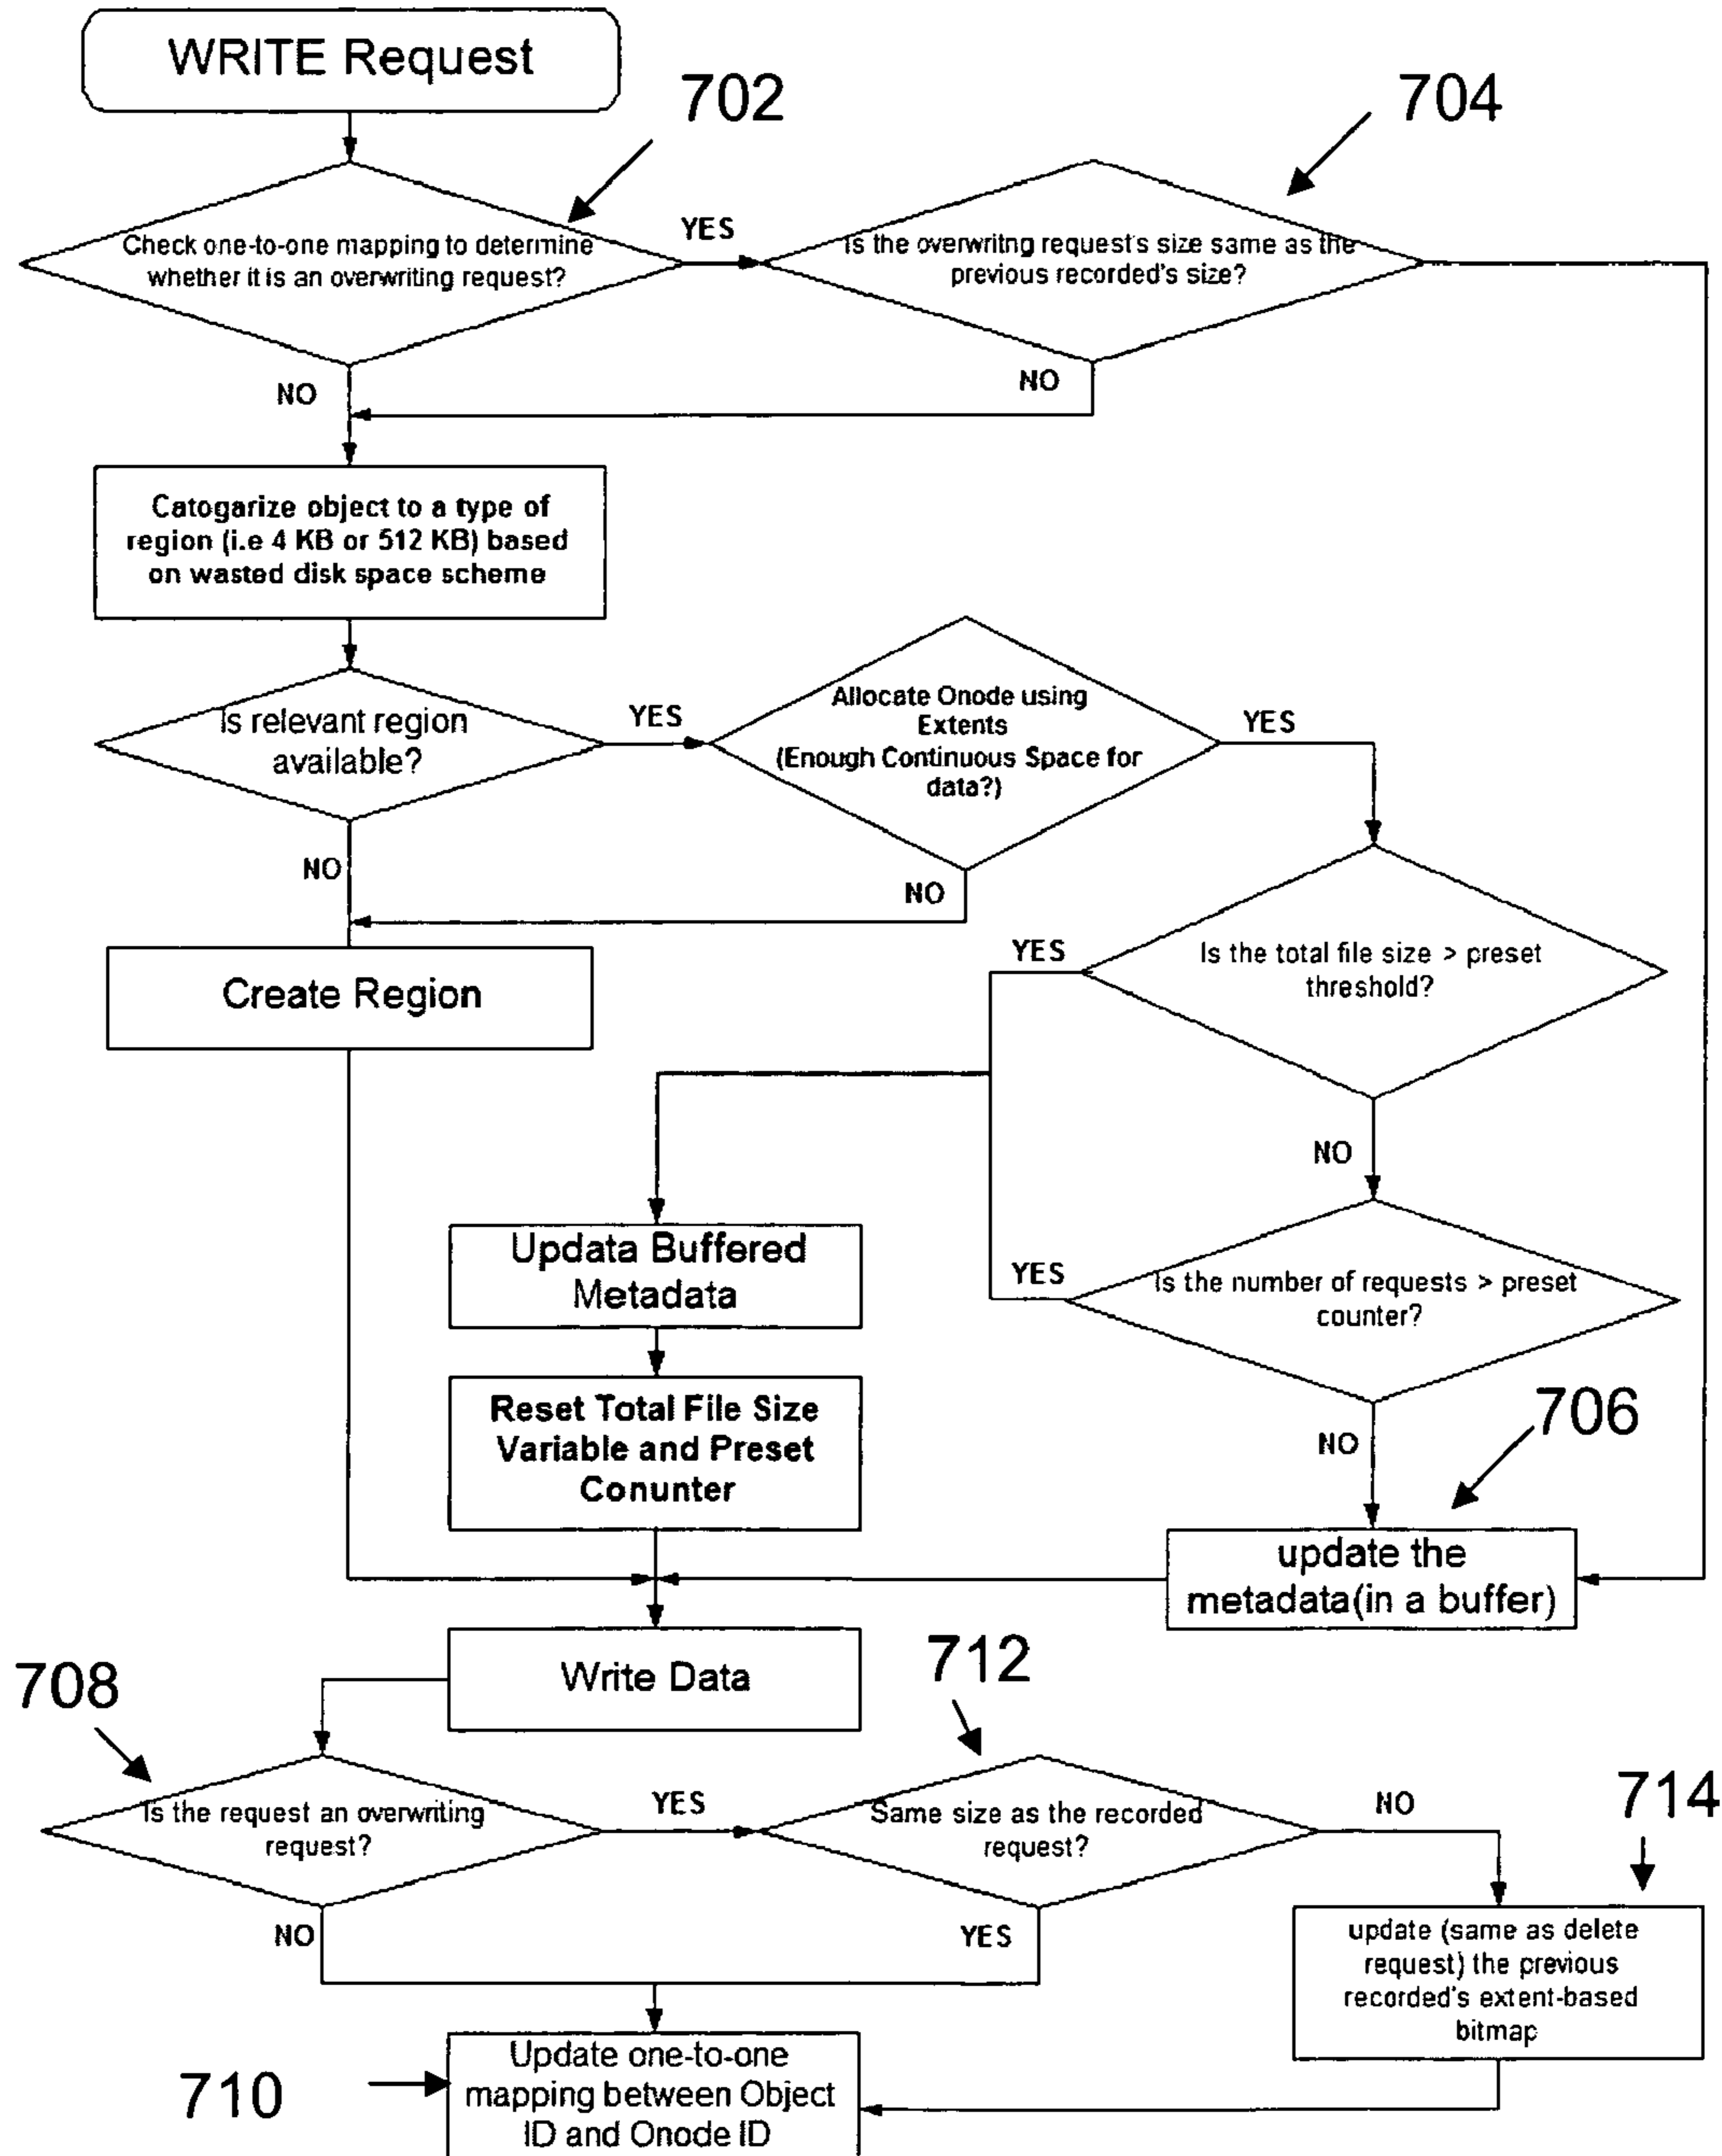 WRITE Request
702
704
Check one-to-one mapping to determine
whether it is an overwriting request?
YES
Is the overwritng request's size same as the
previous recorded's size?
NO
NO
Catogarize object to a type of
region (i.e 4 KB or 512 KB) based
on wasted disk space scheme
Is relevant region
available?
YES
Allocate Onode using
Extents
(Enough Continuous Space for
data?)
YES
NO
NO
Create Region
YES
Is the total file size > preset
threshold?
NO
Updata Buffered
Metadata
YES
Is the number of requests > preset
counter?
Reset Total File Size
Variable and Preset
Conunter
NO
706
update the
metadata(in a buffer)
Write Data
708
712
Is the request an overwriting
request?
YES
Same size as the recorded
request?
NO
714
NO
YES
update (same as delete
request) the previous
recorded's extent-based
bitmap
710
Update one-to-one
mapping between Object
ID and Onode ID